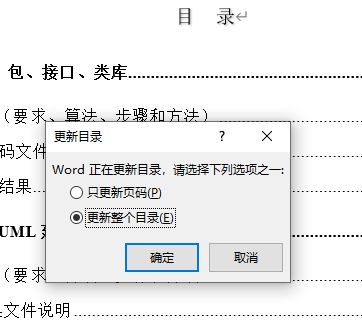 目 录↵
包、接口、类库
（要求、算法、步骤和方法）
更新目录 ? ×
码文件
Word 正在更新目录，请选择下列选项之一:
结果
只更新页码(P)
更新整个目录(E)
UML
确定 取消
（要求
文件说明